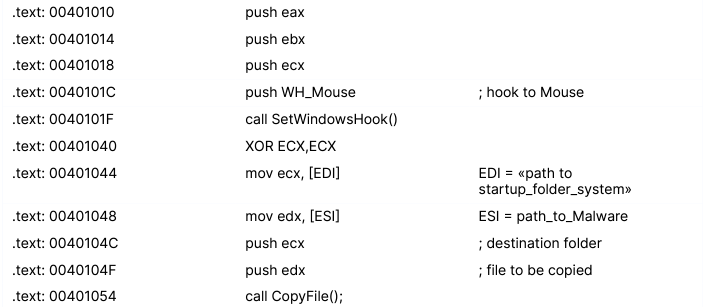 .text: 00401010 push eax
.text: 00401014 push ebx
.text: 00401018 push ecx
.text: 0040101C push WH_Mouse ; hook to Mouse
.text: 0040101F call SetWindowsHook()
.text: 00401040 XOR ECX,ECX
.text: 00401044 mov ecx, [EDI] EDI = «path to
startup_folder_system»
.text: 00401048 mov edx, [ESI] ESI = path_to_Malware
.text: 0040104C push ecx ; destination folder
.text: 0040104F push edx ; file to be copied
.text: 00401054 call CopyFile();